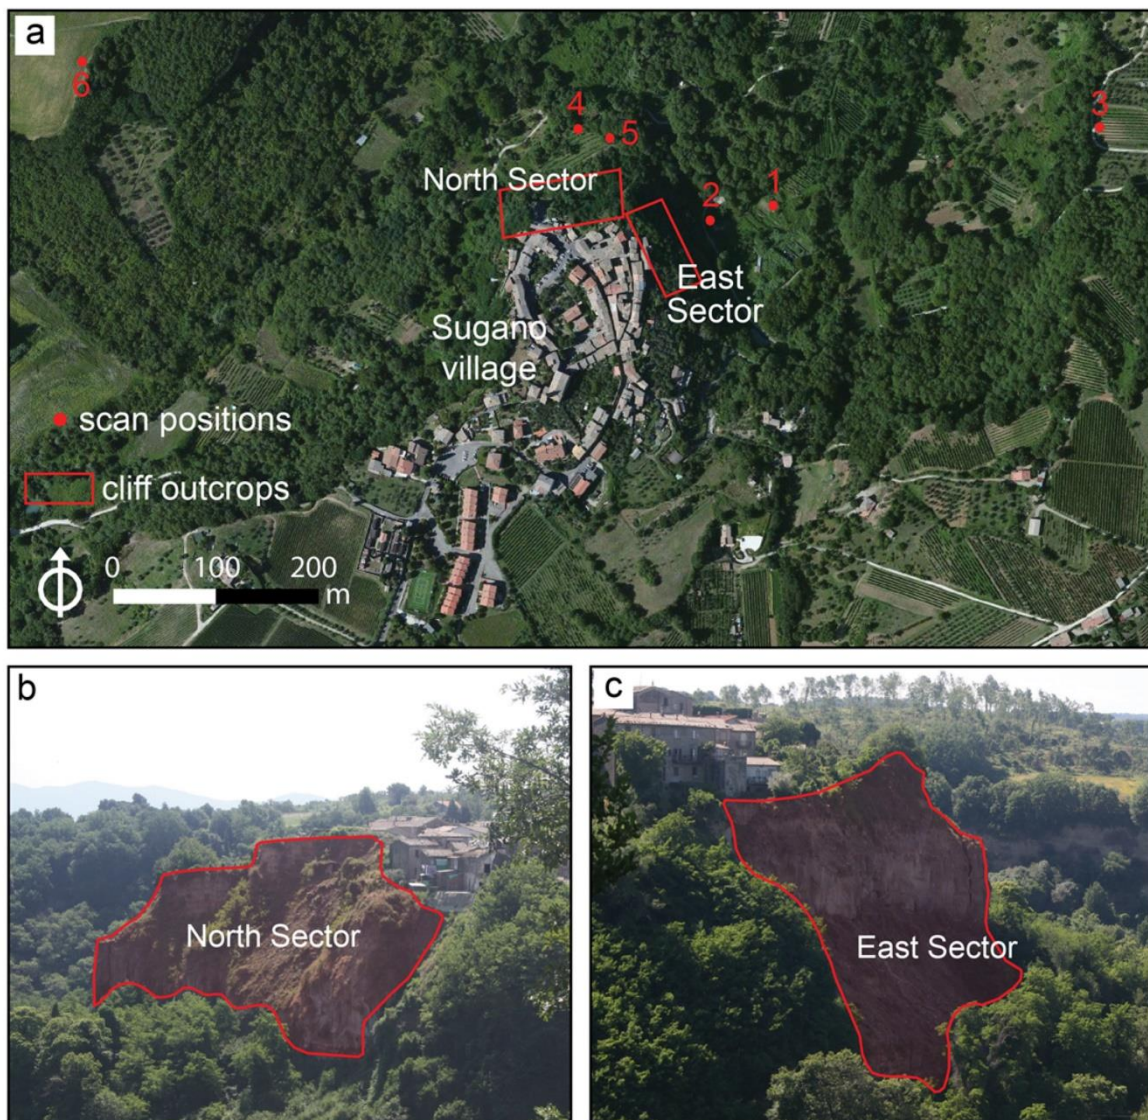 a
6
4
5
3
North Sector
2
1
East
Sector
Sugano
village
scan positions
cliff outcrops
0 100 200
m
b
North Sector
c
East Sector